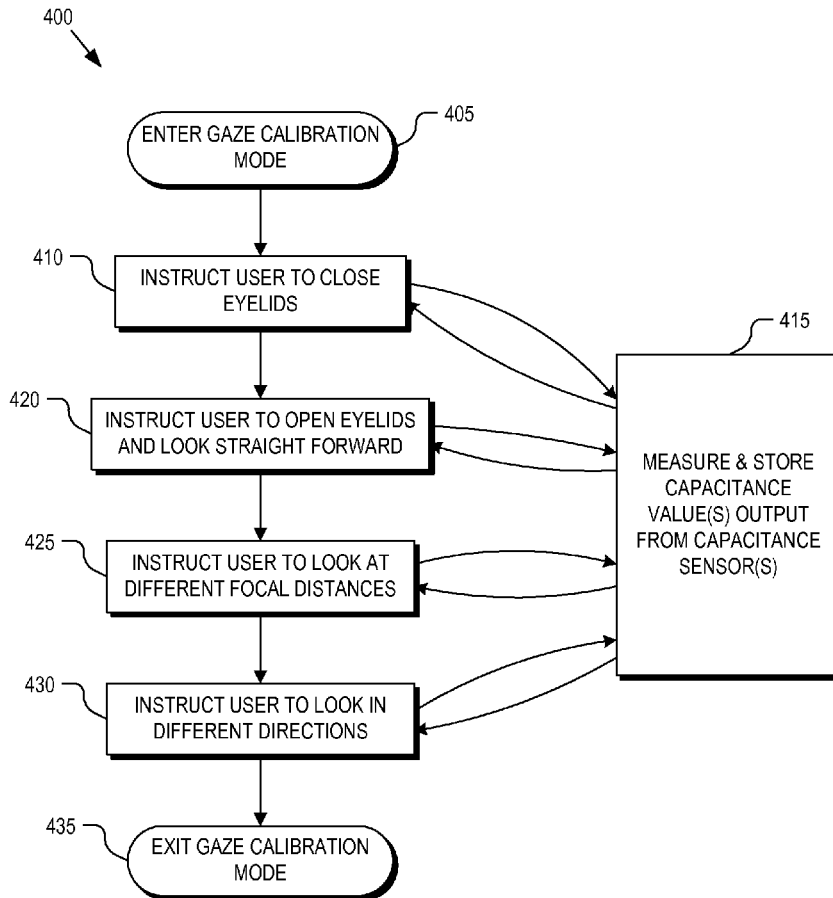 400
ENTER GAZE CALIBRATION
MODE
405
410
INSTRUCT USER TO CLOSE
EYELIDS
415
420
INSTRUCT USER TO OPEN EYELIDS
AND LOOK STRAIGHT FORWARD
MEASURE & STORE
CAPACITANCE
VALUE(S) OUTPUT
FROM CAPACITANCE
SENSOR(S)
425
INSTRUCT USER TO LOOK AT
DIFFERENT FOCAL DISTANCES
430
INSTRUCT USER TO LOOK IN
DIFFERENT DIRECTIONS
435
EXIT GAZE CALIBRATION
MODE